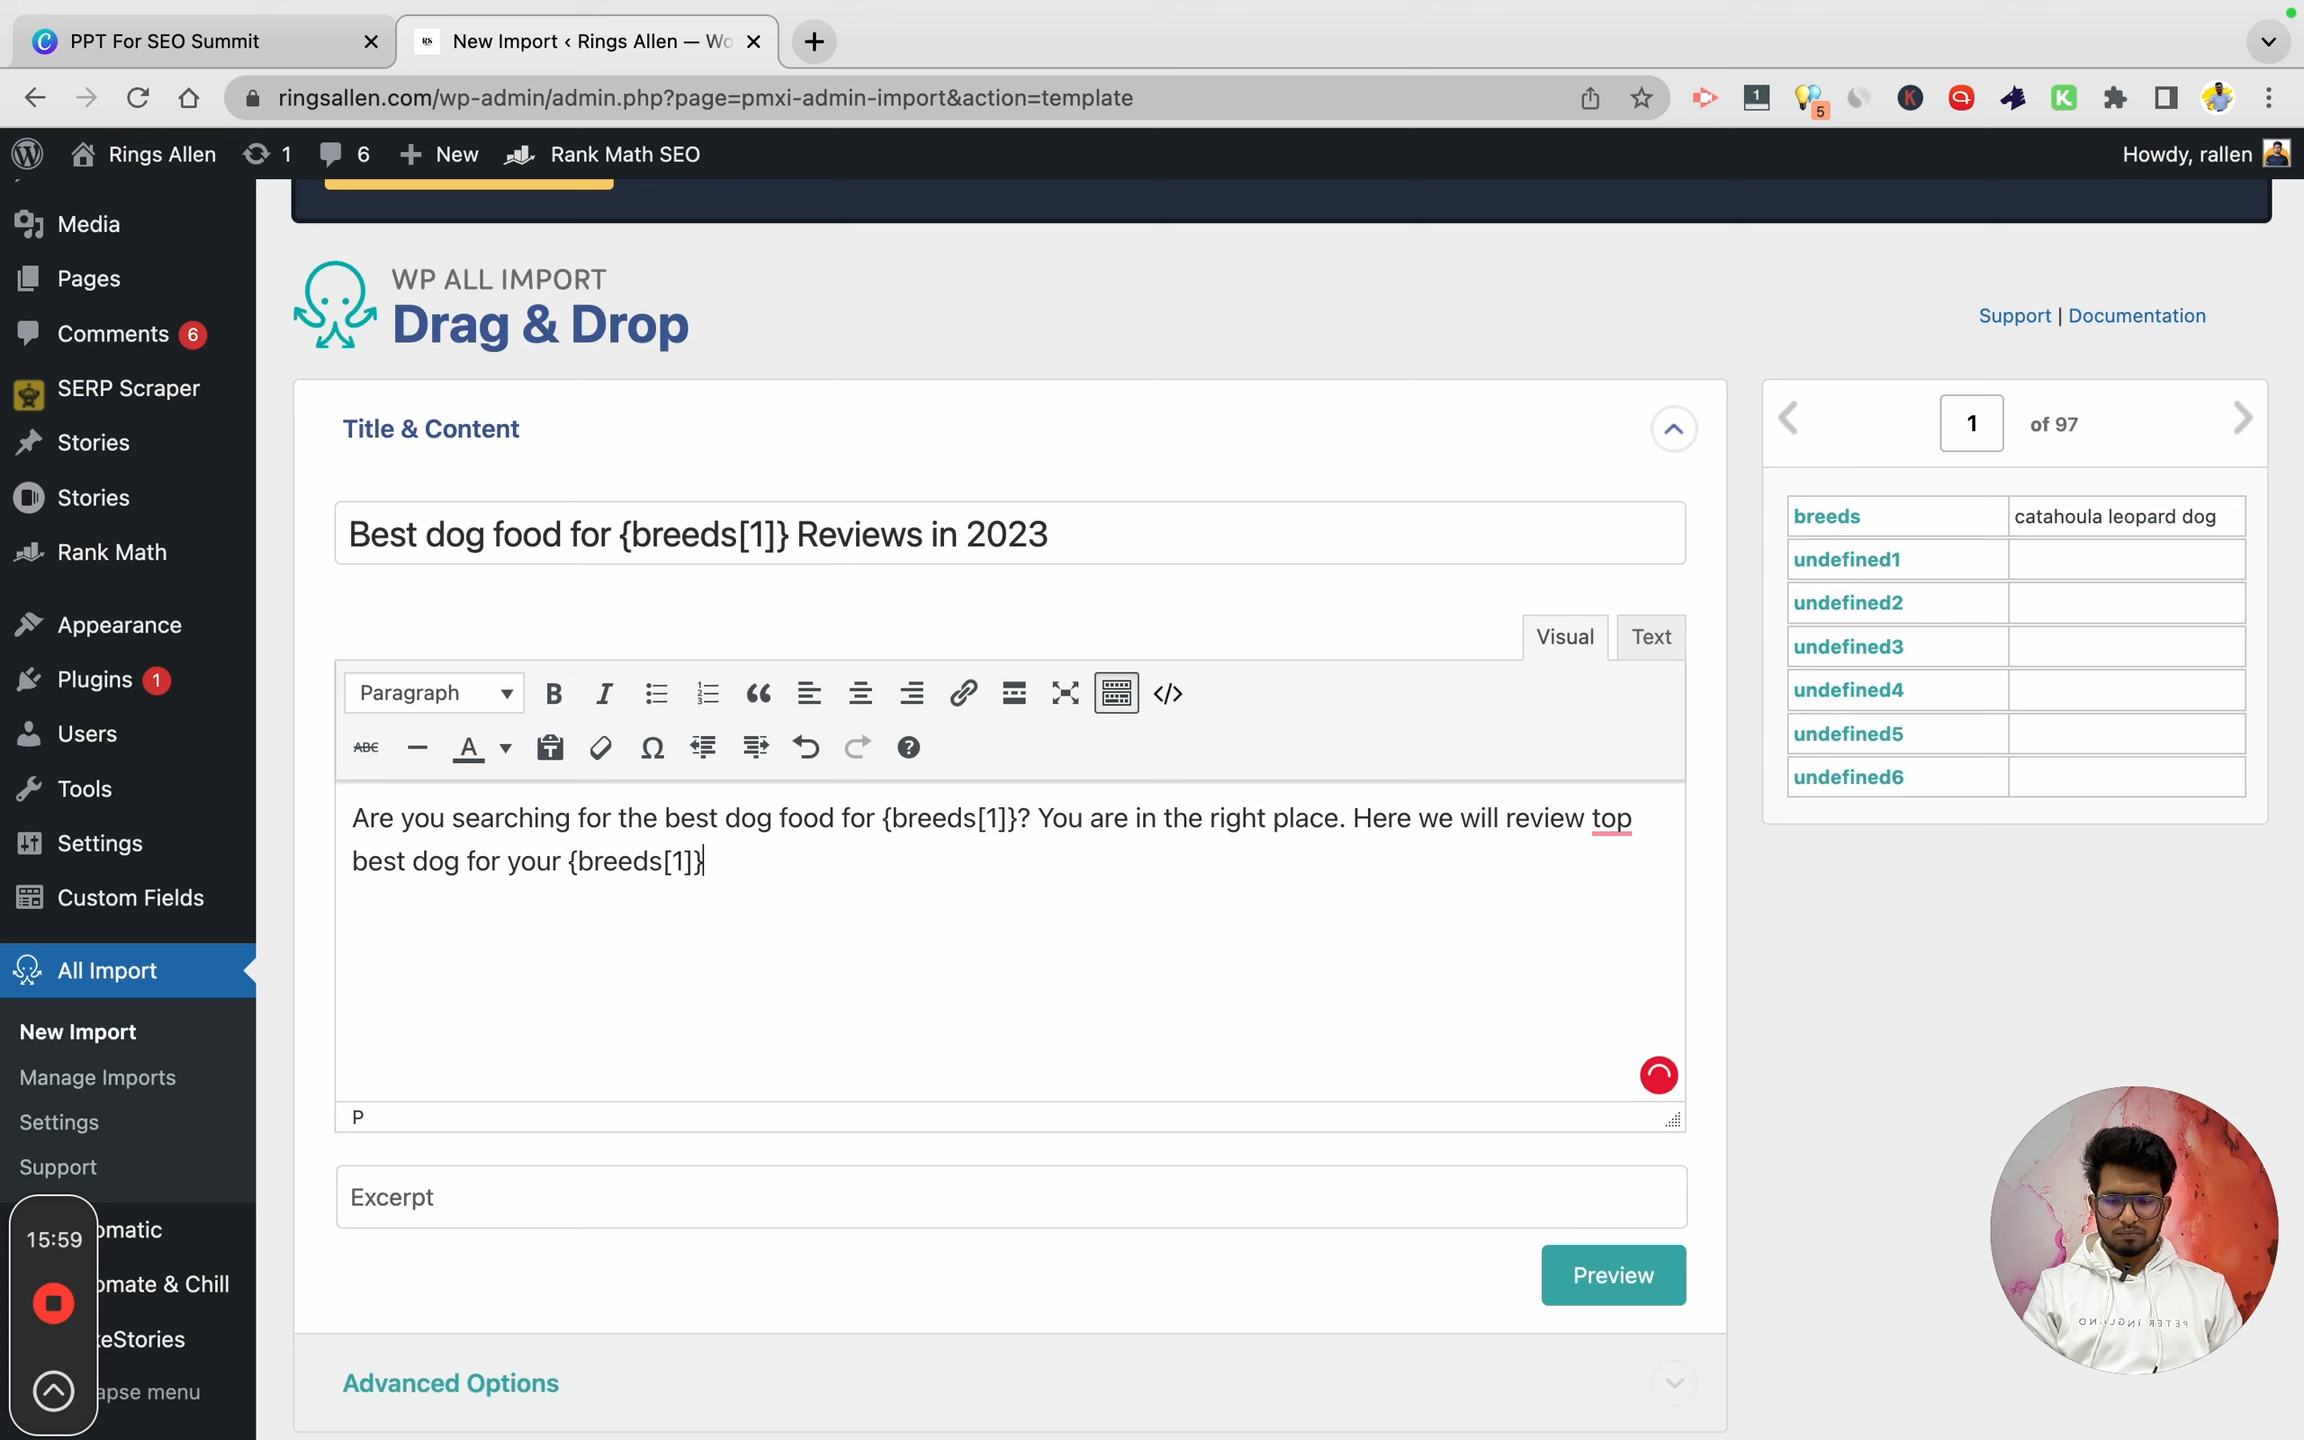 PPT For SEO Summit
RS
New Import ‹ Rings Allen — Wo
ringsallen.com/wp-admin/admin.php?page=pmxi-admin-import&action=template
1
5
K
K
Rings Allen
1
6
New
Rank Math SEO
Howdy, rallen
Media
Pages
Comments 6
SERP Scraper
Stories
Stories
Rank Math
Appearance
Plugins 1
Users
Tools
Settings
Custom Fields
All Import
New Import
Manage Imports
Settings
Support
omatic
omate & Chill
eStories
apse menu
15:59
WP ALL IMPORT
Drag & Drop
Support | Documentation
Title & Content
Best dog food for {breeds[1]} Reviews in 2023
Visual
Text
Paragraph
B
I
ABC
A
Ω
Are you searching for the best dog food for {breeds[1]}? You are in the right place. Here we will review top
best dog for your {breeds[1]}
P
Excerpt
Preview
Advanced Options
1 of 97
breeds catahoula leopard dog
undefined1
undefined2
undefined3
undefined4
undefined5
undefined6